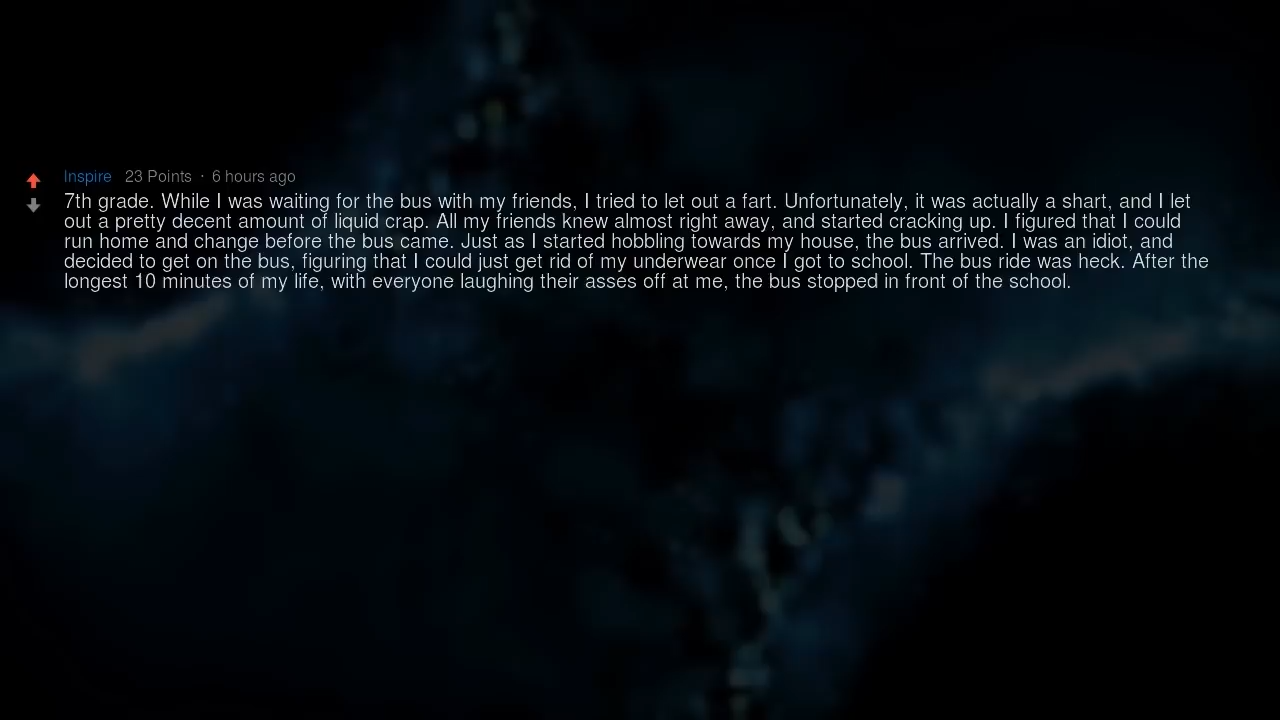 Inspire 23 Points · 6 hours ago
7th grade. While I was waiting for the bus with my friends, I tried to let out a fart. Unfortunately, it was actually a shart, and I let
out a pretty decent amount of liquid crap. All my friends knew almost right away, and started cracking up. I figured that I could
run home and change before the bus came. Just as I started hobbling towards my house, the bus arrived. I was an idiot, and
decided to get on the bus, figuring that I could just get rid of my underwear once I got to school. The bus ride was heck. After the
longest 10 minutes of my life, with everyone laughing their asses off at me, the bus stopped in front of the school.